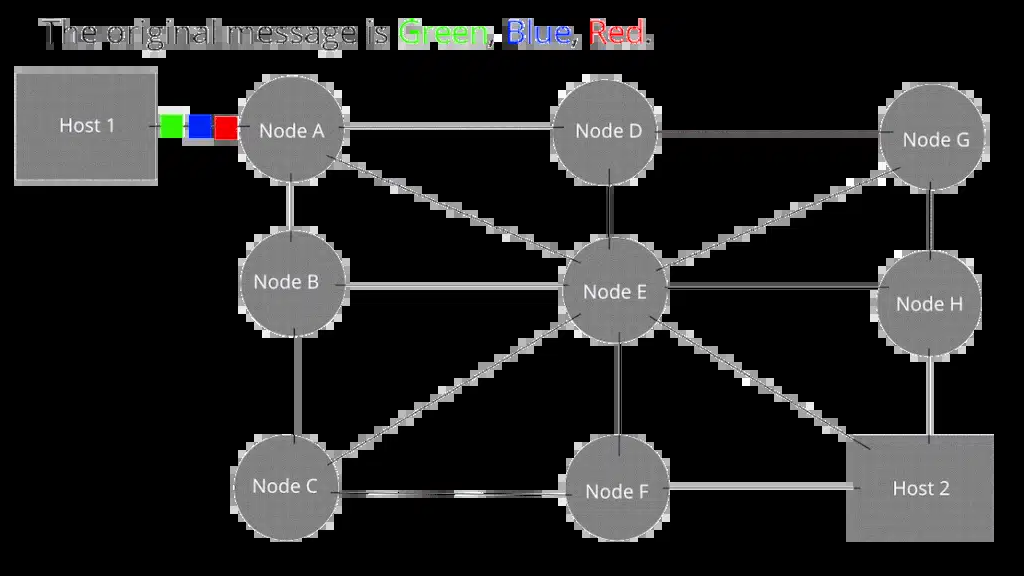 The original message is Green, Blue, Red.
Host 1
Node A
Node D
Node G
Node B
Node E
Node H
Node C
Node F
Host 2